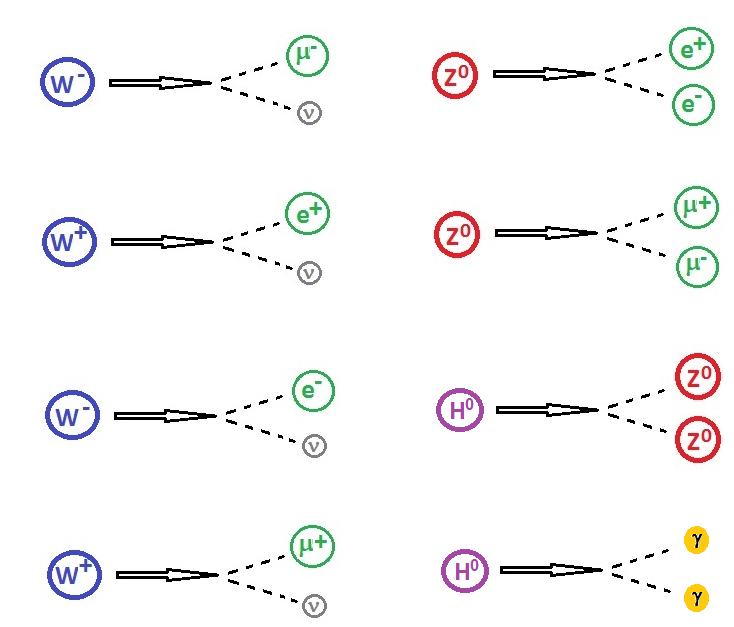 W⁻ μ- ν
W⁺ e+ ν
W⁻ e- ν
W⁺ μ+ ν
Z⁰ e+ e-
Z⁰ μ+ μ-
H⁰ Z⁰ Z⁰
H⁰ γ γ